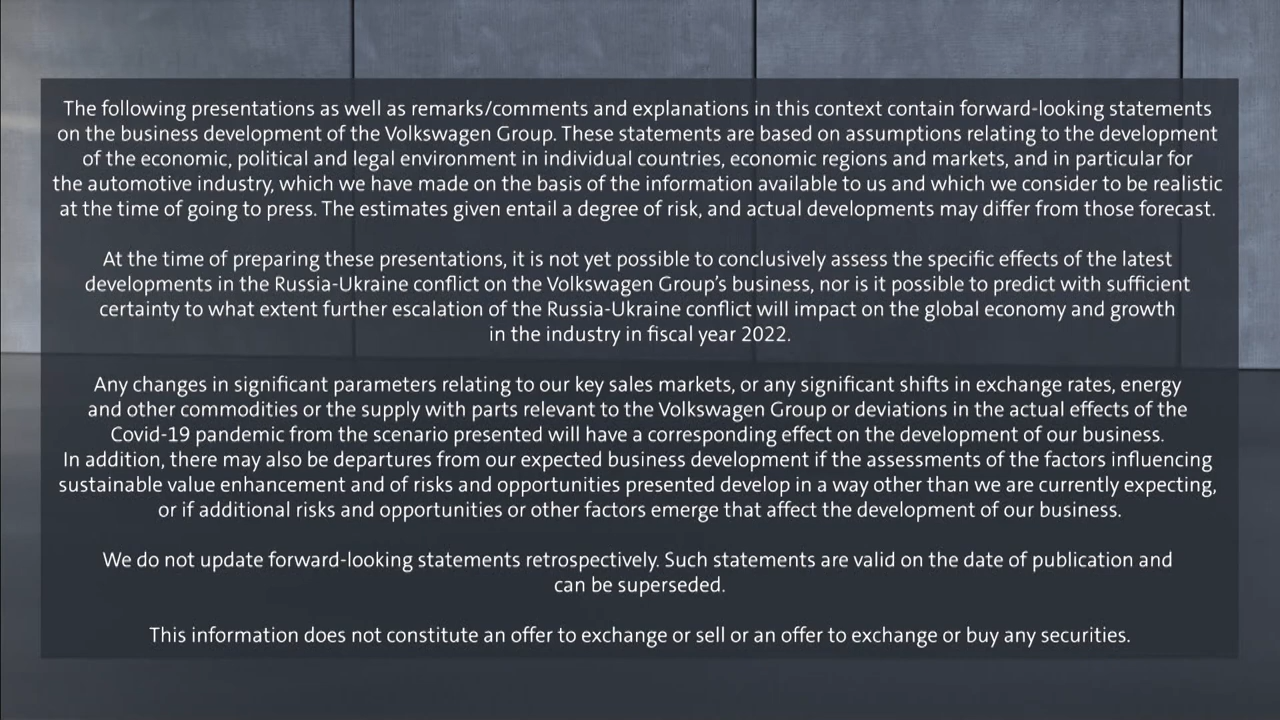 The following presentations as well as remarks/comments and explanations in this context contain forward-looking statements
on the business development of the Volkswagen Group. These statements are based on assumptions relating to the development
of the economic, political and legal environment in individual countries, economic regions and markets, and in particular for
the automotive industry, which we have made on the basis of the information available to us and which we consider to be realistic
at the time of going to press. The estimates given entail a degree of risk, and actual developments may differ from those forecast.
At the time of preparing these presentations, it is not yet possible to conclusively assess the specific effects of the latest
developments in the Russia-Ukraine conflict on the Volkswagen Group’s business, nor is it possible to predict with sufficient
certainty to what extent further escalation of the Russia-Ukraine conflict will impact on the global economy and growth
in the industry in fiscal year 2022.
Any changes in significant parameters relating to our key sales markets, or any significant shifts in exchange rates, energy
and other commodities or the supply with parts relevant to the Volkswagen Group or deviations in the actual effects of the
Covid-19 pandemic from the scenario presented will have a corresponding effect on the development of our business.
In addition, there may also be departures from our expected business development if the assessments of the factors influencing
sustainable value enhancement and of risks and opportunities presented develop in a way other than we are currently expecting,
or if additional risks and opportunities or other factors emerge that affect the development of our business.
We do not update forward-looking statements retrospectively. Such statements are valid on the date of publication and
can be superseded.
This information does not constitute an offer to exchange or sell or an offer to exchange or buy any securities.